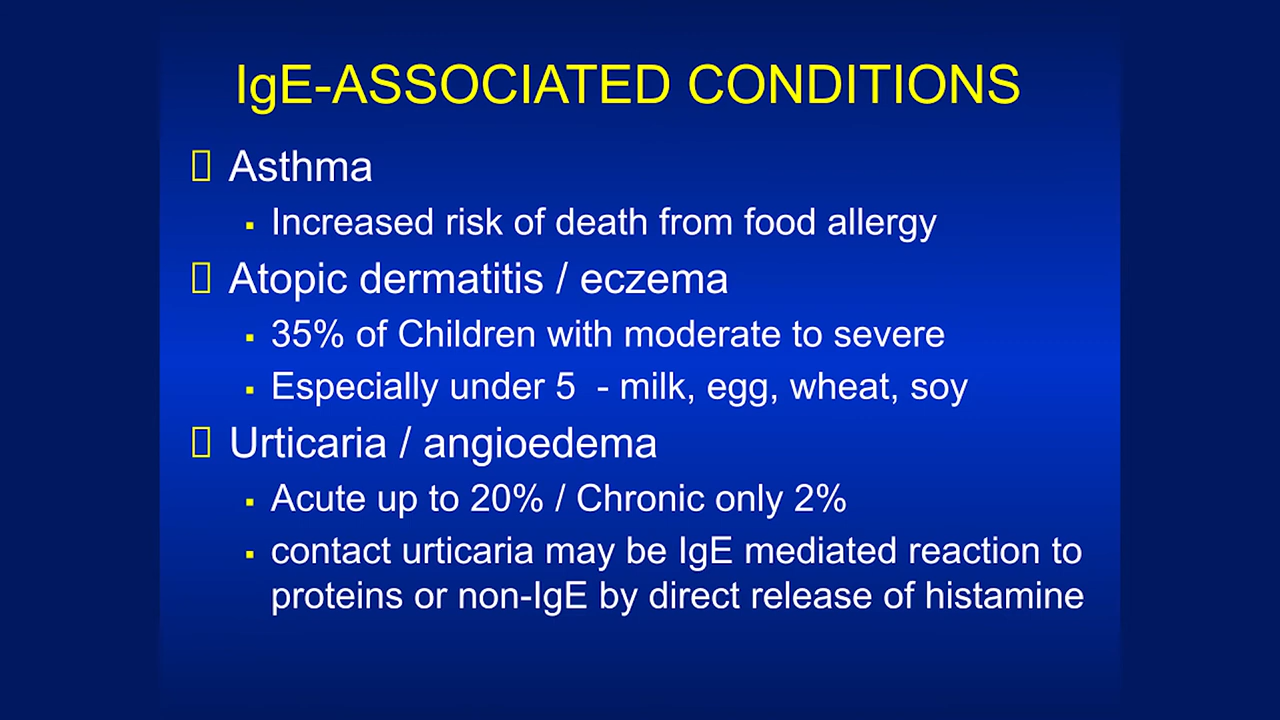 IgE-ASSOCIATED CONDITIONS
Asthma
▪ Increased risk of death from food allergy
Atopic dermatitis / eczema
▪ 35% of Children with moderate to severe
▪ Especially under 5  - milk, egg, wheat, soy
Urticaria / angioedema
▪ Acute up to 20% / Chronic only 2%
▪ contact urticaria may be IgE mediated reaction to
proteins or non-IgE by direct release of histamine